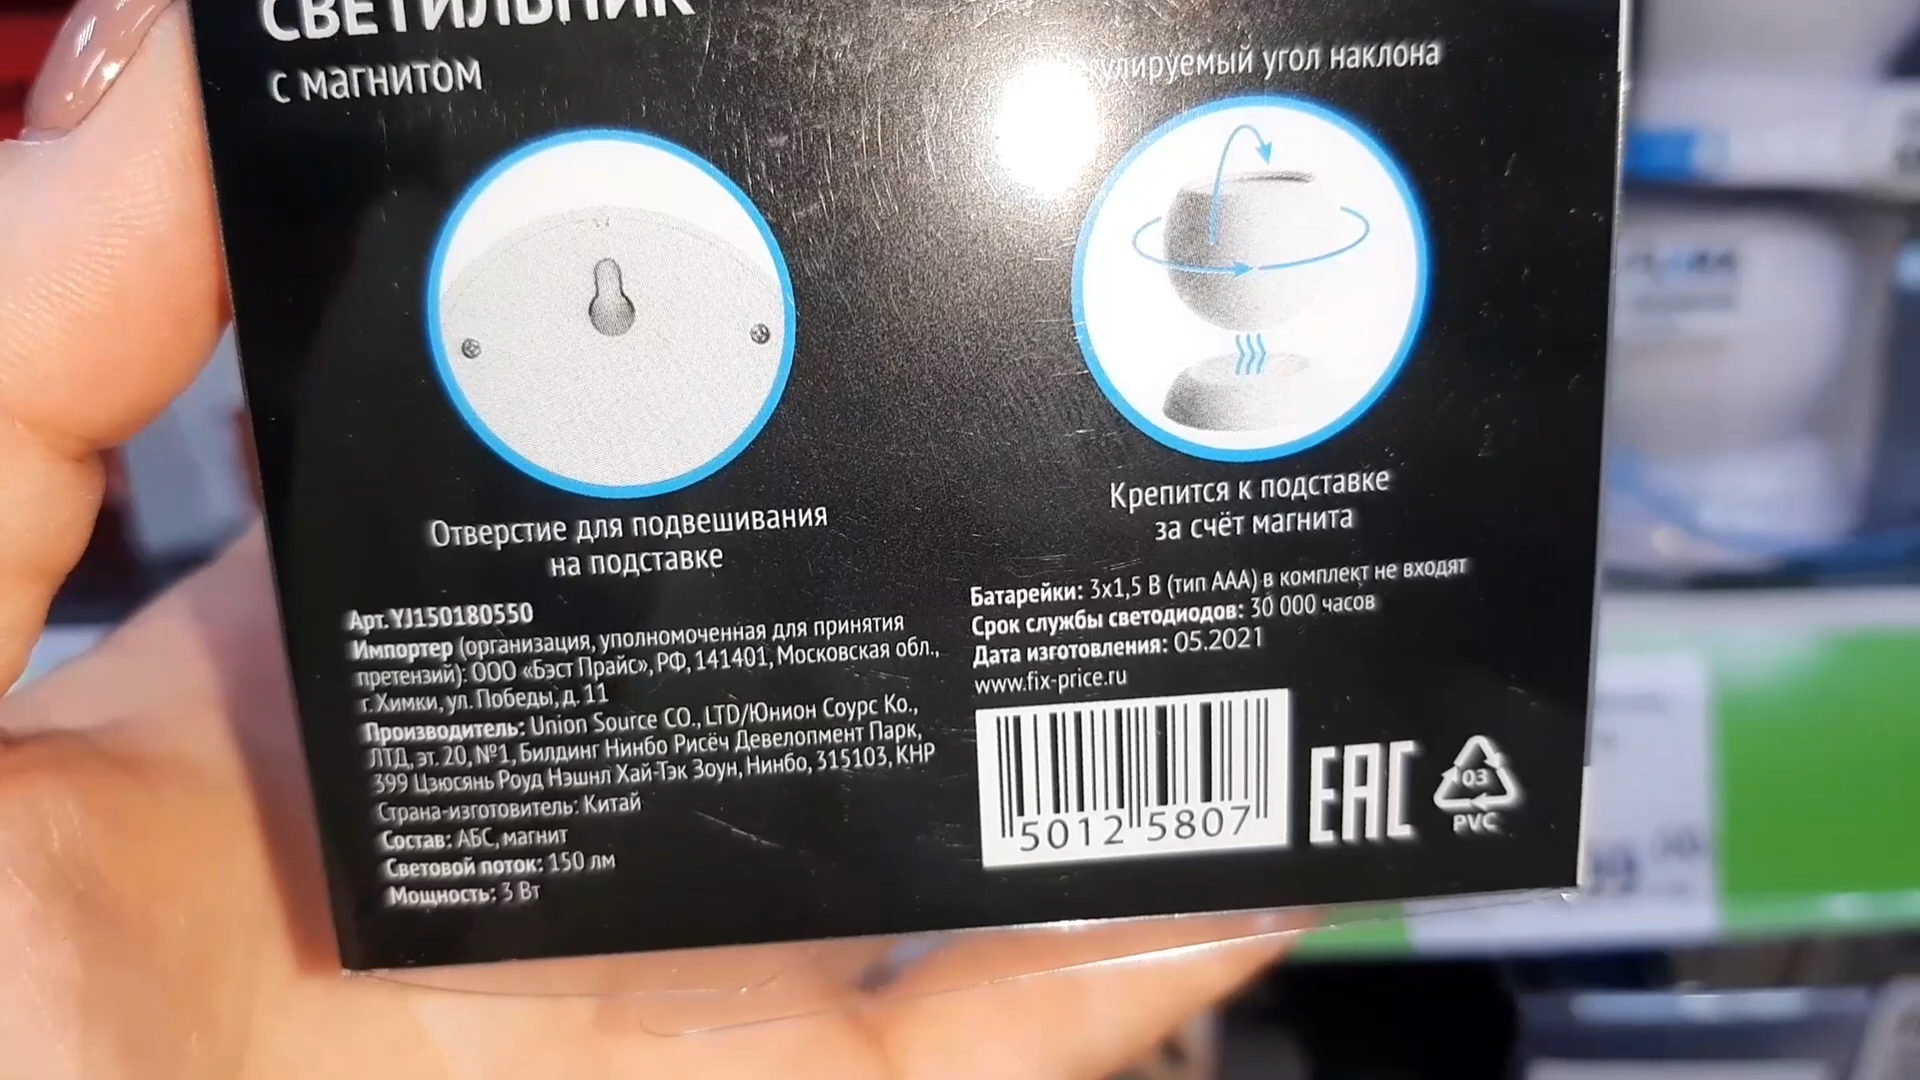 СВЕТИЛЬНИК
с магнитом
угол наклона
Отверстие для подвешивания
на подставке
Крепится к подставке
за счёт магнита
Арт. YJ150180550
Импортер (организация, уполномоченная для принятия
претензий): ООО «Бэст Прайс», РФ, 141401, Московская обл.,
г. Химки, ул. Победы, д. 11
Производитель: Union Source CO., LTD/Юнион Соурс Ко.,
ЛТД, эт. 20, №1, Билдинг Нинбо Рисёч Девелопмент Парк,
399 Цзюсянь Роуд Нэшнл Хай-Тэк Зоун, Нинбо, 315103, КНР
Страна-изготовитель: Китай
Состав: АБС, магнит
Световой поток: 150 лм
Мощность: 3 Вт
Батарейки: 3х1,5 В (тип ААА) в комплект не входят
Срок службы светодиодов: 30 000 часов
Дата изготовления: 05.2021
www.fix-price.ru
5012 5807
EAC
03
PVC